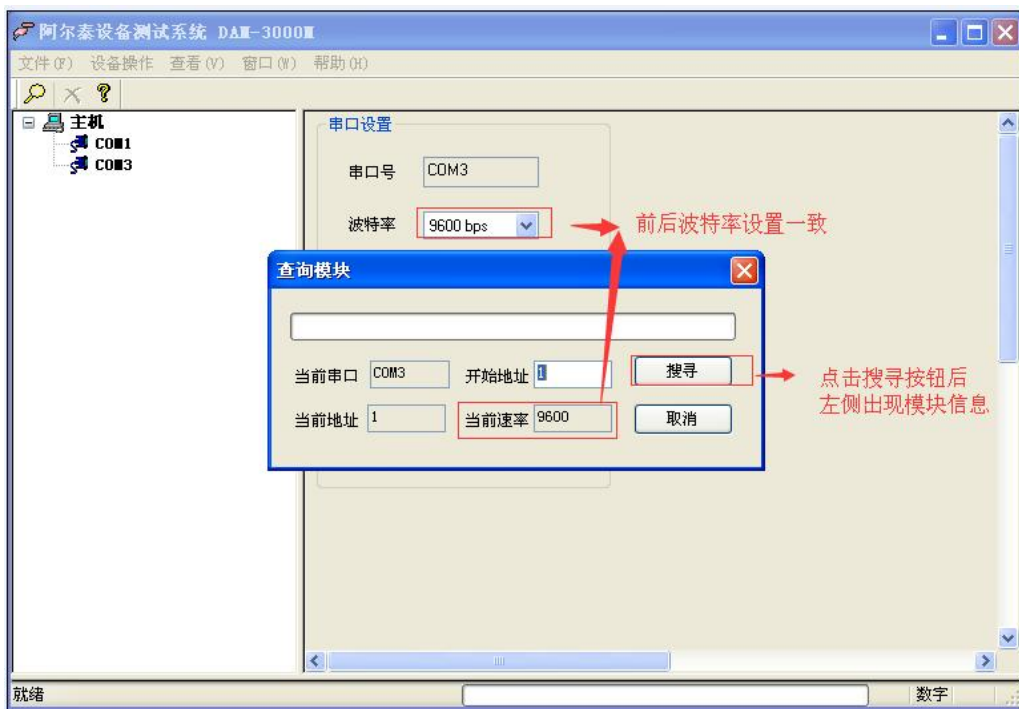 阿尔泰设备测试系统 DAM-3000M
文件(F) 设备操作 查看(V) 窗口(W) 帮助(H)
主机
COM1
COM3
串口设置
串口号 COM3
波特率 9600 bps
前后波特率设置一致
查询模块
当前串口 COM3 开始地址 1 搜寻
当前地址 1 当前速率 9600 取消
点击搜寻按钮后
左侧出现模块信息
就绪 数字